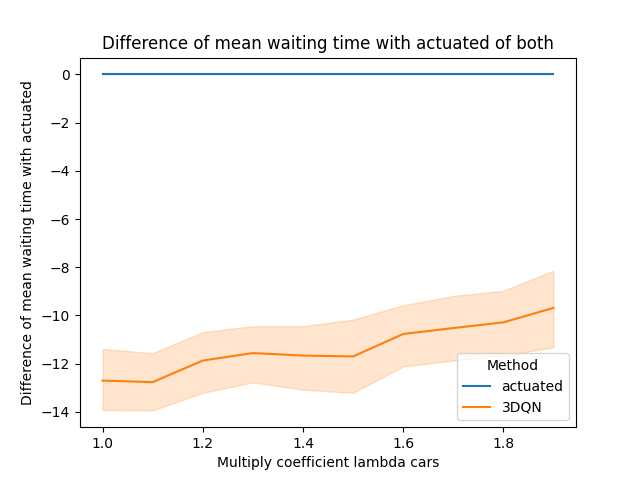 Difference of mean waiting time with actuated of both
Difference of mean waiting time with actuated
0
−2
−4
−6
−8
−10
−12
−14
1.0 1.2 1.4 1.6 1.8
Multiply coefficient lambda cars
Method
actuated
3DQN